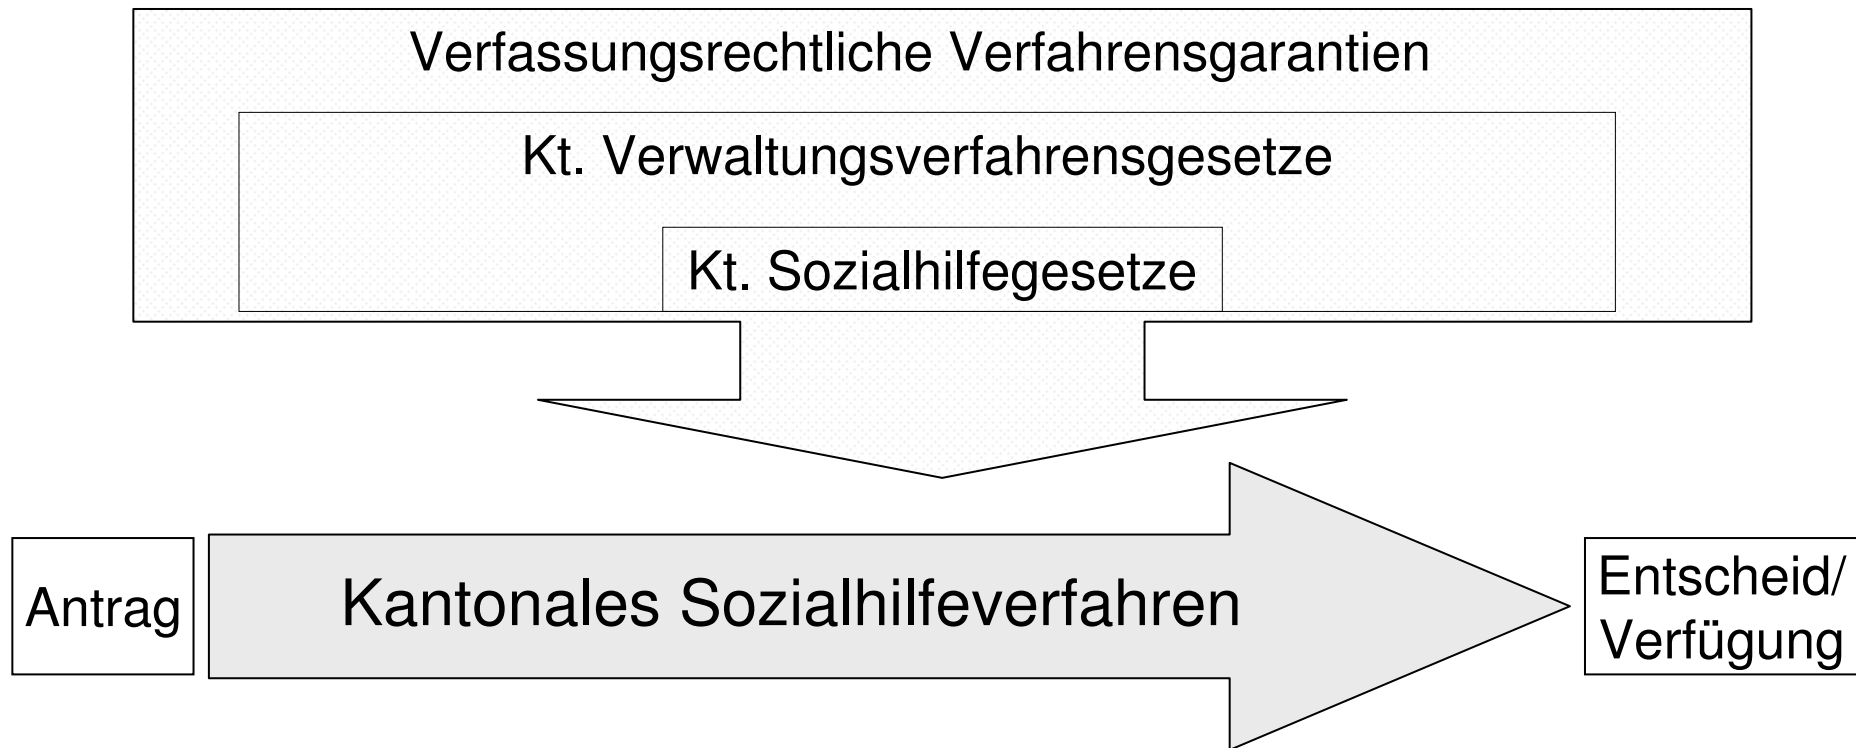 Verfassungsrechtliche Verfahrensgarantien
Kt. Verwaltungsverfahrensgesetze
Kt. Sozialhilfegesetze
Antrag
Kantonales Sozialhilfeverfahren
Entscheid/
Verfügung